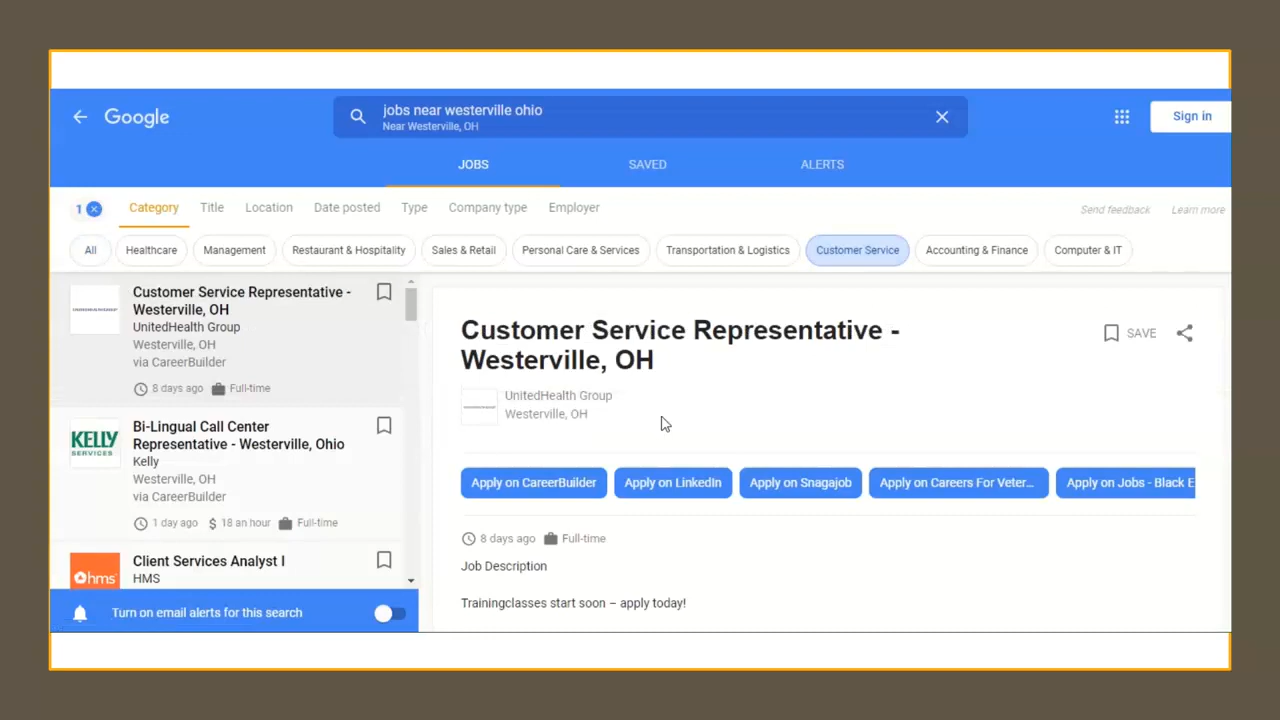 Google
jobs near westerville ohio
Near Westerville, OH
Sign in
JOBS
SAVED
ALERTS
1
Category
Title
Location
Date posted
Type
Company type
Employer
Send feedback
Learn more
All
Healthcare
Management
Restaurant & Hospitality
Sales & Retail
Personal Care & Services
Transportation & Logistics
Customer Service
Accounting & Finance
Computer & IT
Customer Service Representative -
Westerville, OH
UnitedHealth Group
Westerville, OH
via CareerBuilder
8 days ago
Full-time
KELLY
SERVICES
Bi-Lingual Call Center
Representative - Westerville, Ohio
Kelly
Westerville, OH
via CareerBuilder
1 day ago
$ 18 an hour
Full-time
hms
Client Services Analyst I
HMS
Turn on email alerts for this search
Customer Service Representative -
Westerville, OH
SAVE
UnitedHealth Group
Westerville, OH
Apply on CareerBuilder
Apply on LinkedIn
Apply on Snagajob
Apply on Careers For Veter...
Apply on Jobs - Black E
8 days ago
Full-time
Job Description
Trainingclasses start soon – apply today!